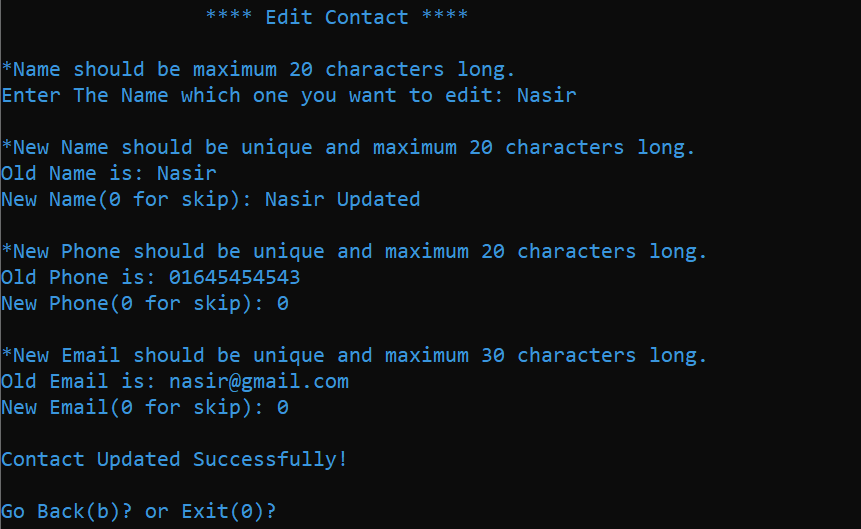 **** Edit Contact ****
*Name should be maximum 20 characters long.
Enter The Name which one you want to edit: Nasir
*New Name should be unique and maximum 20 characters long.
Old Name is: Nasir
New Name(0 for skip): Nasir Updated
*New Phone should be unique and maximum 20 characters long.
Old Phone is: 01645454543
New Phone(0 for skip): 0
*New Email should be unique and maximum 30 characters long.
Old Email is: nasir@gmail.com
New Email(0 for skip): 0
Contact Updated Successfully!
Go Back(b)? or Exit(0)?